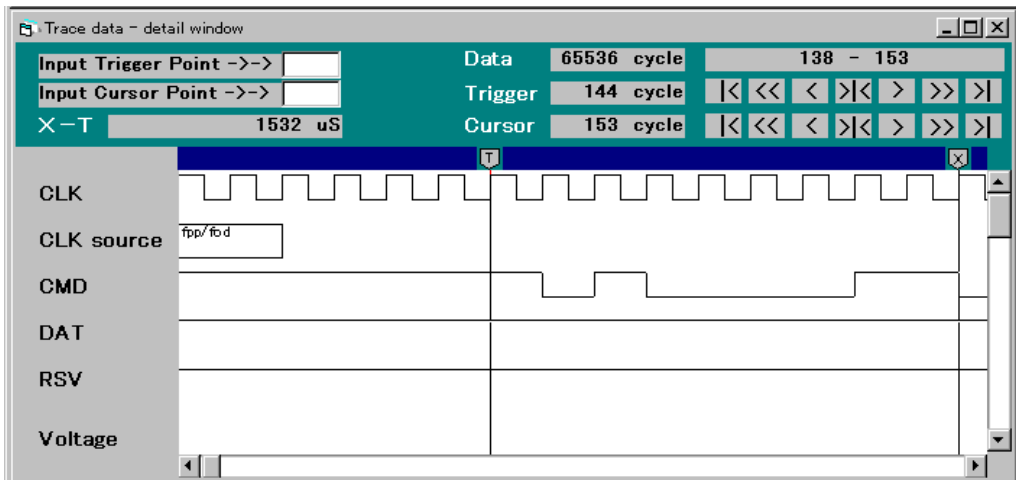 Trace data - detail window
Input Trigger Point ->-> Data 65536 cycle 138 - 153
Input Cursor Point ->-> Trigger 144 cycle |< << < >|< > >> >|
X-T 1532 uS Cursor 153 cycle |< << < >|< > >> >|
T X
CLK
CLK source fpp/fod
CMD
DAT
RSV
Voltage